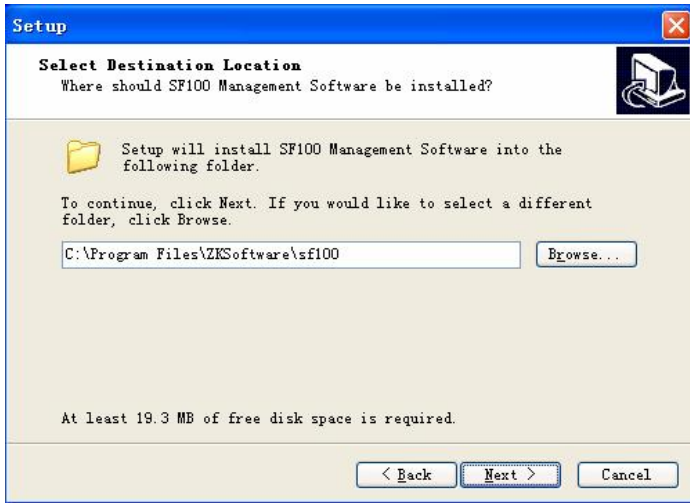 Setup
Select Destination Location
Where should SF100 Management Software be installed?
Setup will install SF100 Management Software into the
following folder.
To continue, click Next. If you would like to select a different
folder, click Browse.
C:\Program Files\ZKSoftware\sf100
Browse...
At least 19.3 MB of free disk space is required.
< Back
Next >
Cancel